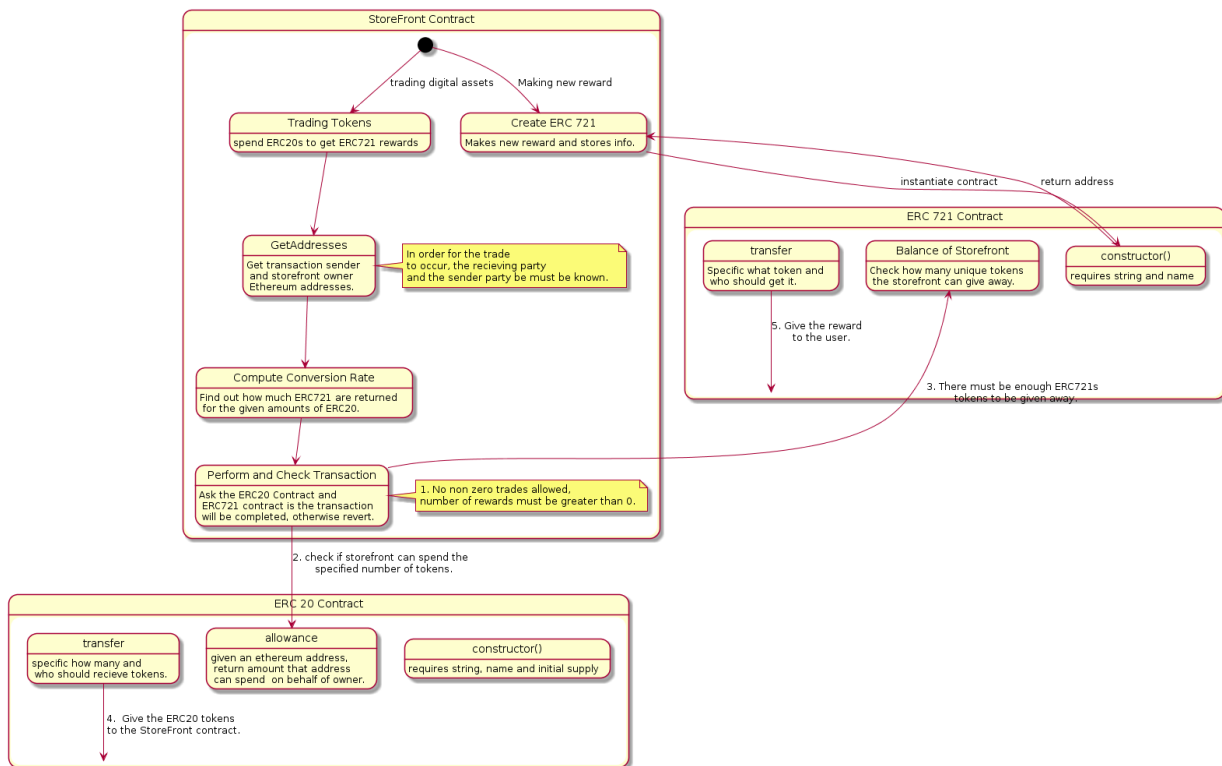 StoreFront Contract
trading digital assets
Making new reward
Trading Tokens
spend ERC20s to get ERC721 rewards
Create ERC 721
Makes new reward and stores info.
instantiate contract
return address
GetAddresses
Get transaction sender
and storefront owner
Ethereum addresses.
In order for the trade
to occur, the recieving party
and the sender party be must be known.
Compute Conversion Rate
Find out how much ERC721 are returned
for the given amounts of ERC20.
Perform and Check Transaction
Ask the ERC20 Contract and
ERC721 contract is the transaction
will be completed, otherwise revert.
1. No non zero trades allowed,
number of rewards must be greater than 0.
ERC 721 Contract
transfer
Specific what token and
who should get it.
Balance of Storefront
Check how many unique tokens
the storefront can give away.
constructor()
requires string and name
5. Give the reward
to the user.
3. There must be enough ERC721s
tokens to be given away.
2. check if storefront can spend the
specified number of tokens.
ERC 20 Contract
transfer
specific how many and
who should recieve tokens.
allowance
given an ethereum address,
return amount that address
can spend  on behalf of owner.
constructor()
requires string, name and initial supply
4.  Give the ERC20 tokens
to the StoreFront contract.